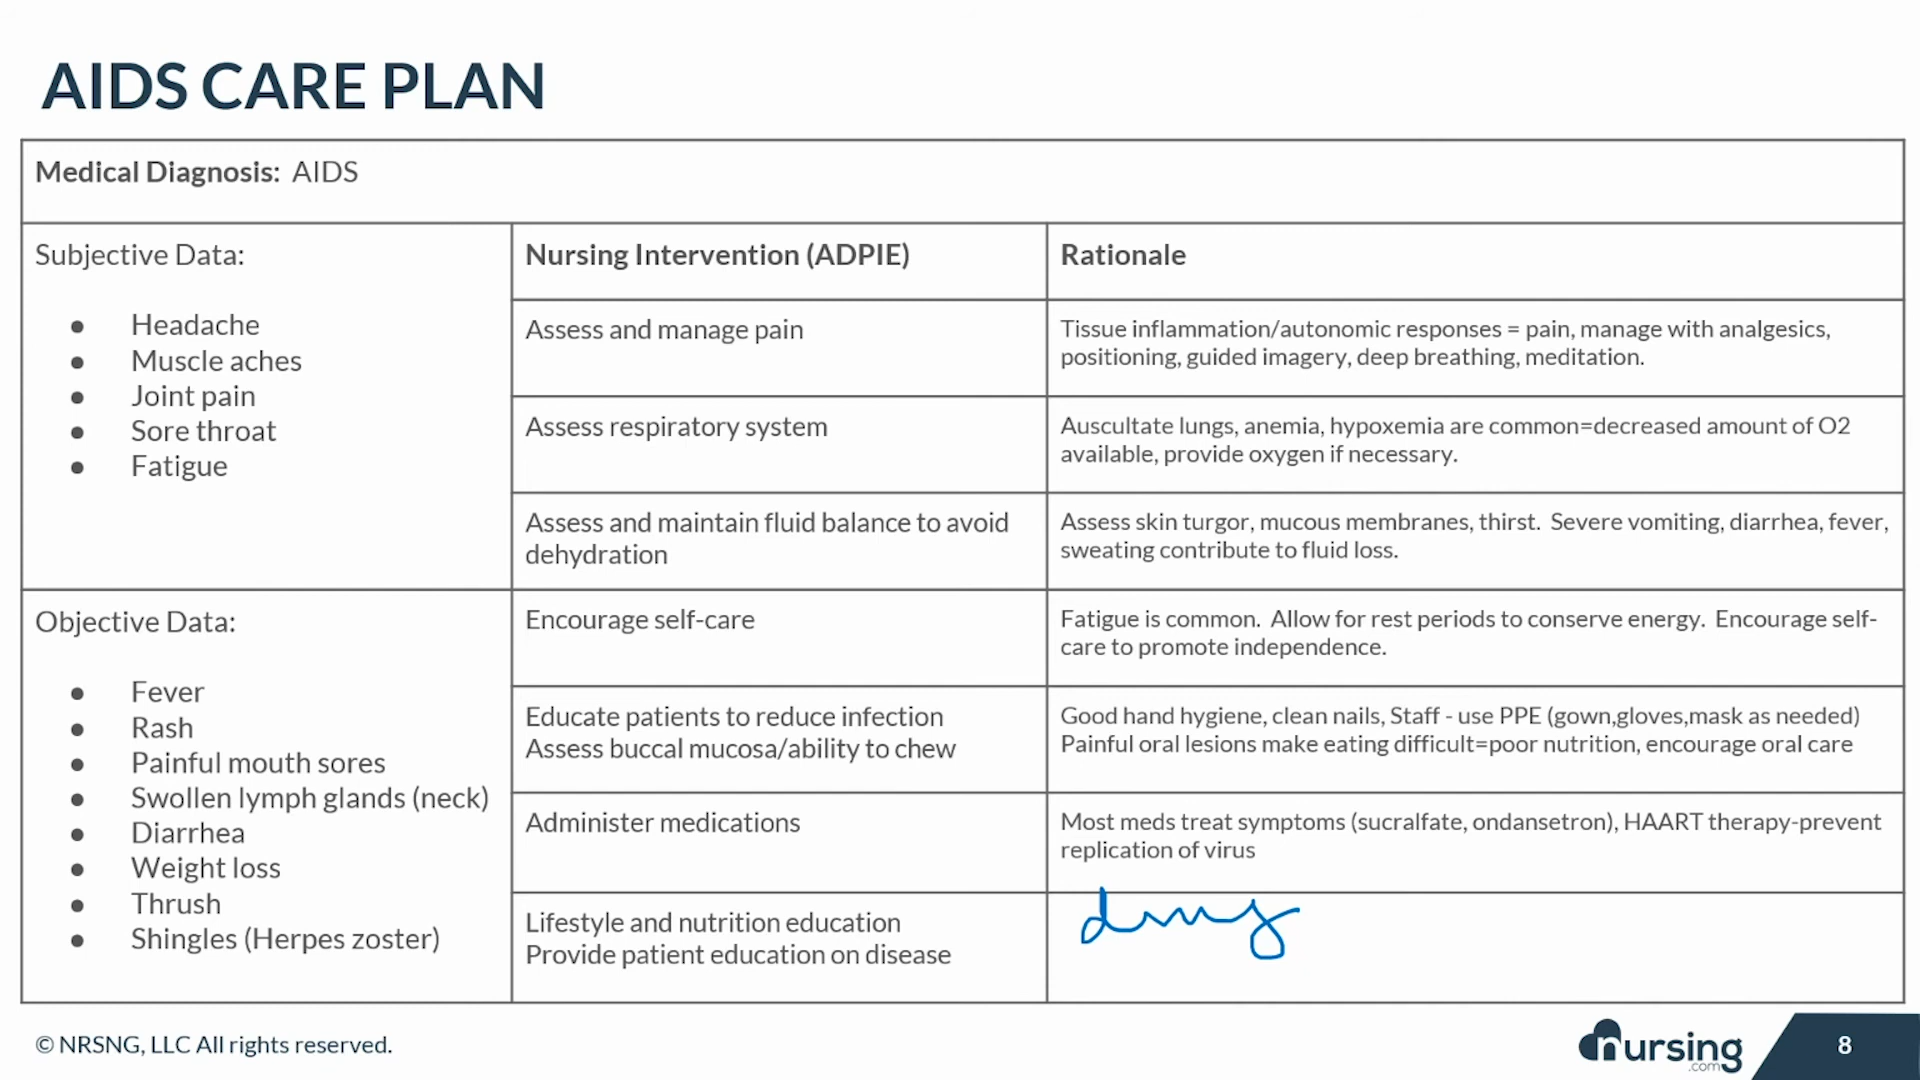 AIDS CARE PLAN
Medical Diagnosis: AIDS
Subjective Data:
Headache
Muscle aches
Joint pain
Sore throat
Fatigue
Nursing Intervention (ADPIE)
Rationale
Assess and manage pain
Tissue inflammation/autonomic responses = pain, manage with analgesics,
positioning, guided imagery, deep breathing, meditation.
Assess respiratory system
Auscultate lungs, anemia, hypoxemia are common=decreased amount of O2
available, provide oxygen if necessary.
Assess and maintain fluid balance to avoid
dehydration
Assess skin turgor, mucous membranes, thirst. Severe vomiting, diarrhea, fever,
sweating contribute to fluid loss.
Objective Data:
Fever
Rash
Painful mouth sores
Swollen lymph glands (neck)
Diarrhea
Weight loss
Thrush
Shingles (Herpes zoster)
Encourage self-care
Fatigue is common. Allow for rest periods to conserve energy. Encourage self-
care to promote independence.
Educate patients to reduce infection
Assess buccal mucosa/ability to chew
Good hand hygiene, clean nails, Staff - use PPE (gown,gloves,mask as needed)
Painful oral lesions make eating difficult=poor nutrition, encourage oral care
Administer medications
Most meds treat symptoms (sucralfate, ondansetron), HAART therapy-prevent
replication of virus
Lifestyle and nutrition education
Provide patient education on disease
drug
© NRSNG, LLC All rights reserved.
nursing
.com
8